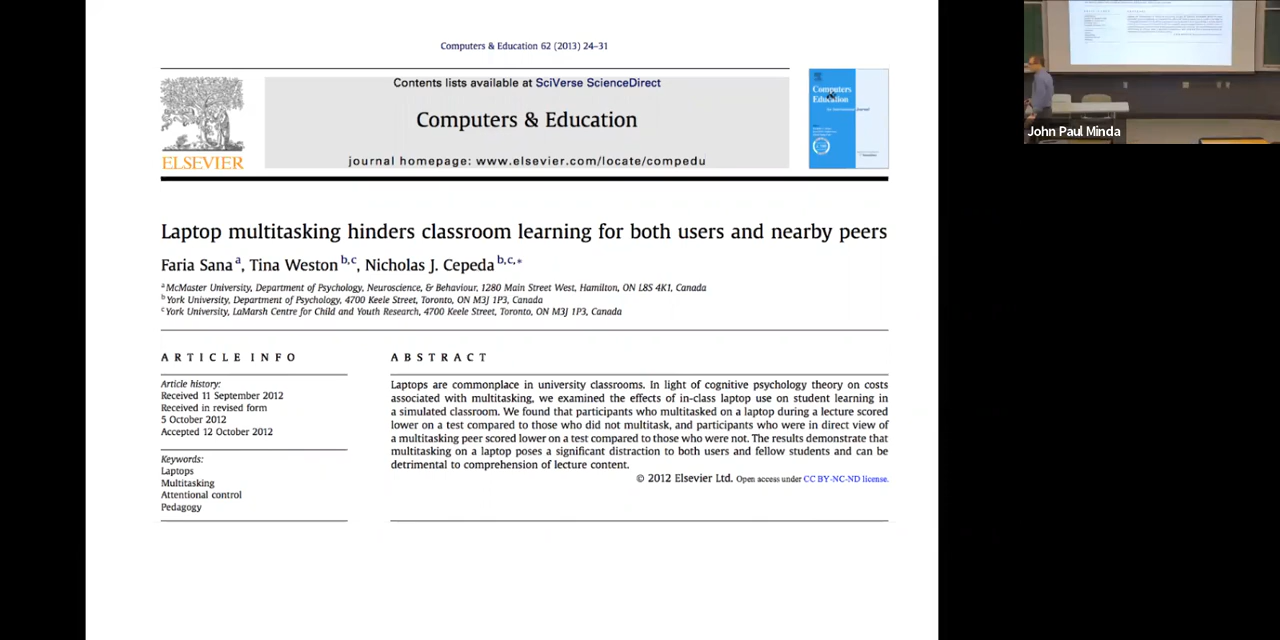 Computers & Education 62 (2013) 24–31
Contents lists available at SciVerse ScienceDirect
Computers & Education
journal homepage: www.elsevier.com/locate/compedu
ELSEVIER
Computers
&
Education
John Paul Minda
Laptop multitasking hinders classroom learning for both users and nearby peers
Faria Sana a, Tina Weston b,c, Nicholas J. Cepeda b,c,*
a McMaster University, Department of Psychology, Neuroscience, & Behaviour, 1280 Main Street West, Hamilton, ON L8S 4K1, Canada
b York University, Department of Psychology, 4700 Keele Street, Toronto, ON M3J 1P3, Canada
c York University, LaMarsh Centre for Child and Youth Research, 4700 Keele Street, Toronto, ON M3J 1P3, Canada
ARTICLE INFO
Article history:
Received 11 September 2012
Received in revised form
5 October 2012
Accepted 12 October 2012
Keywords:
Laptops
Multitasking
Attentional control
Pedagogy
ABSTRACT
Laptops are commonplace in university classrooms. In light of cognitive psychology theory on costs
associated with multitasking, we examined the effects of in-class laptop use on student learning in
a simulated classroom. We found that participants who multitasked on a laptop during a lecture scored
lower on a test compared to those who did not multitask, and participants who were in direct view of
a multitasking peer scored lower on a test compared to those who were not. The results demonstrate that
multitasking on a laptop poses a significant distraction to both users and fellow students and can be
detrimental to comprehension of lecture content.
© 2012 Elsevier Ltd. Open access under CC BY-NC-ND license.